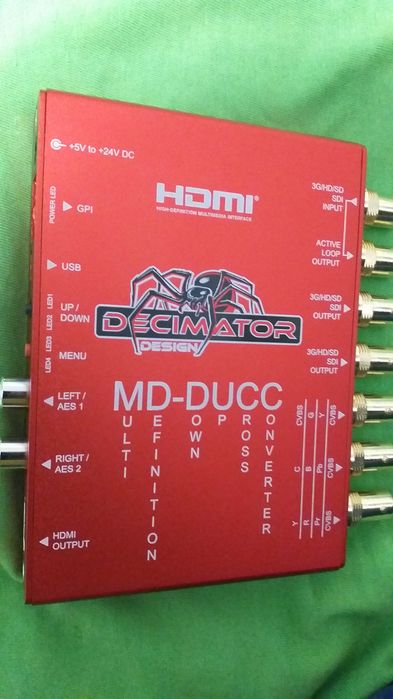 +5V to +24V DC
HDMI®
HIGH-DEFINITION MULTIMEDIA INTERFACE
POWER LED
GPI
USB
LED1
UP /
DOWN
LED2
LED3
MENU
LED4
LEFT /
AES 1
RIGHT /
AES 2
HDMI
OUTPUT
DECIMATOR
DESIGN
MD-DUCC
MULTI
DEFINITION
DOWN
UP
CROSS
CONVERTER
3G/HD/SD
SDI
INPUT
ACTIVE
LOOP
OUTPUT
3G/HD/SD
SDI
OUTPUT
3G/HD/SD
SDI
OUTPUT
CVBS G Y
CVBS
C B Pb
CVBS
Y R Pr
CVBS